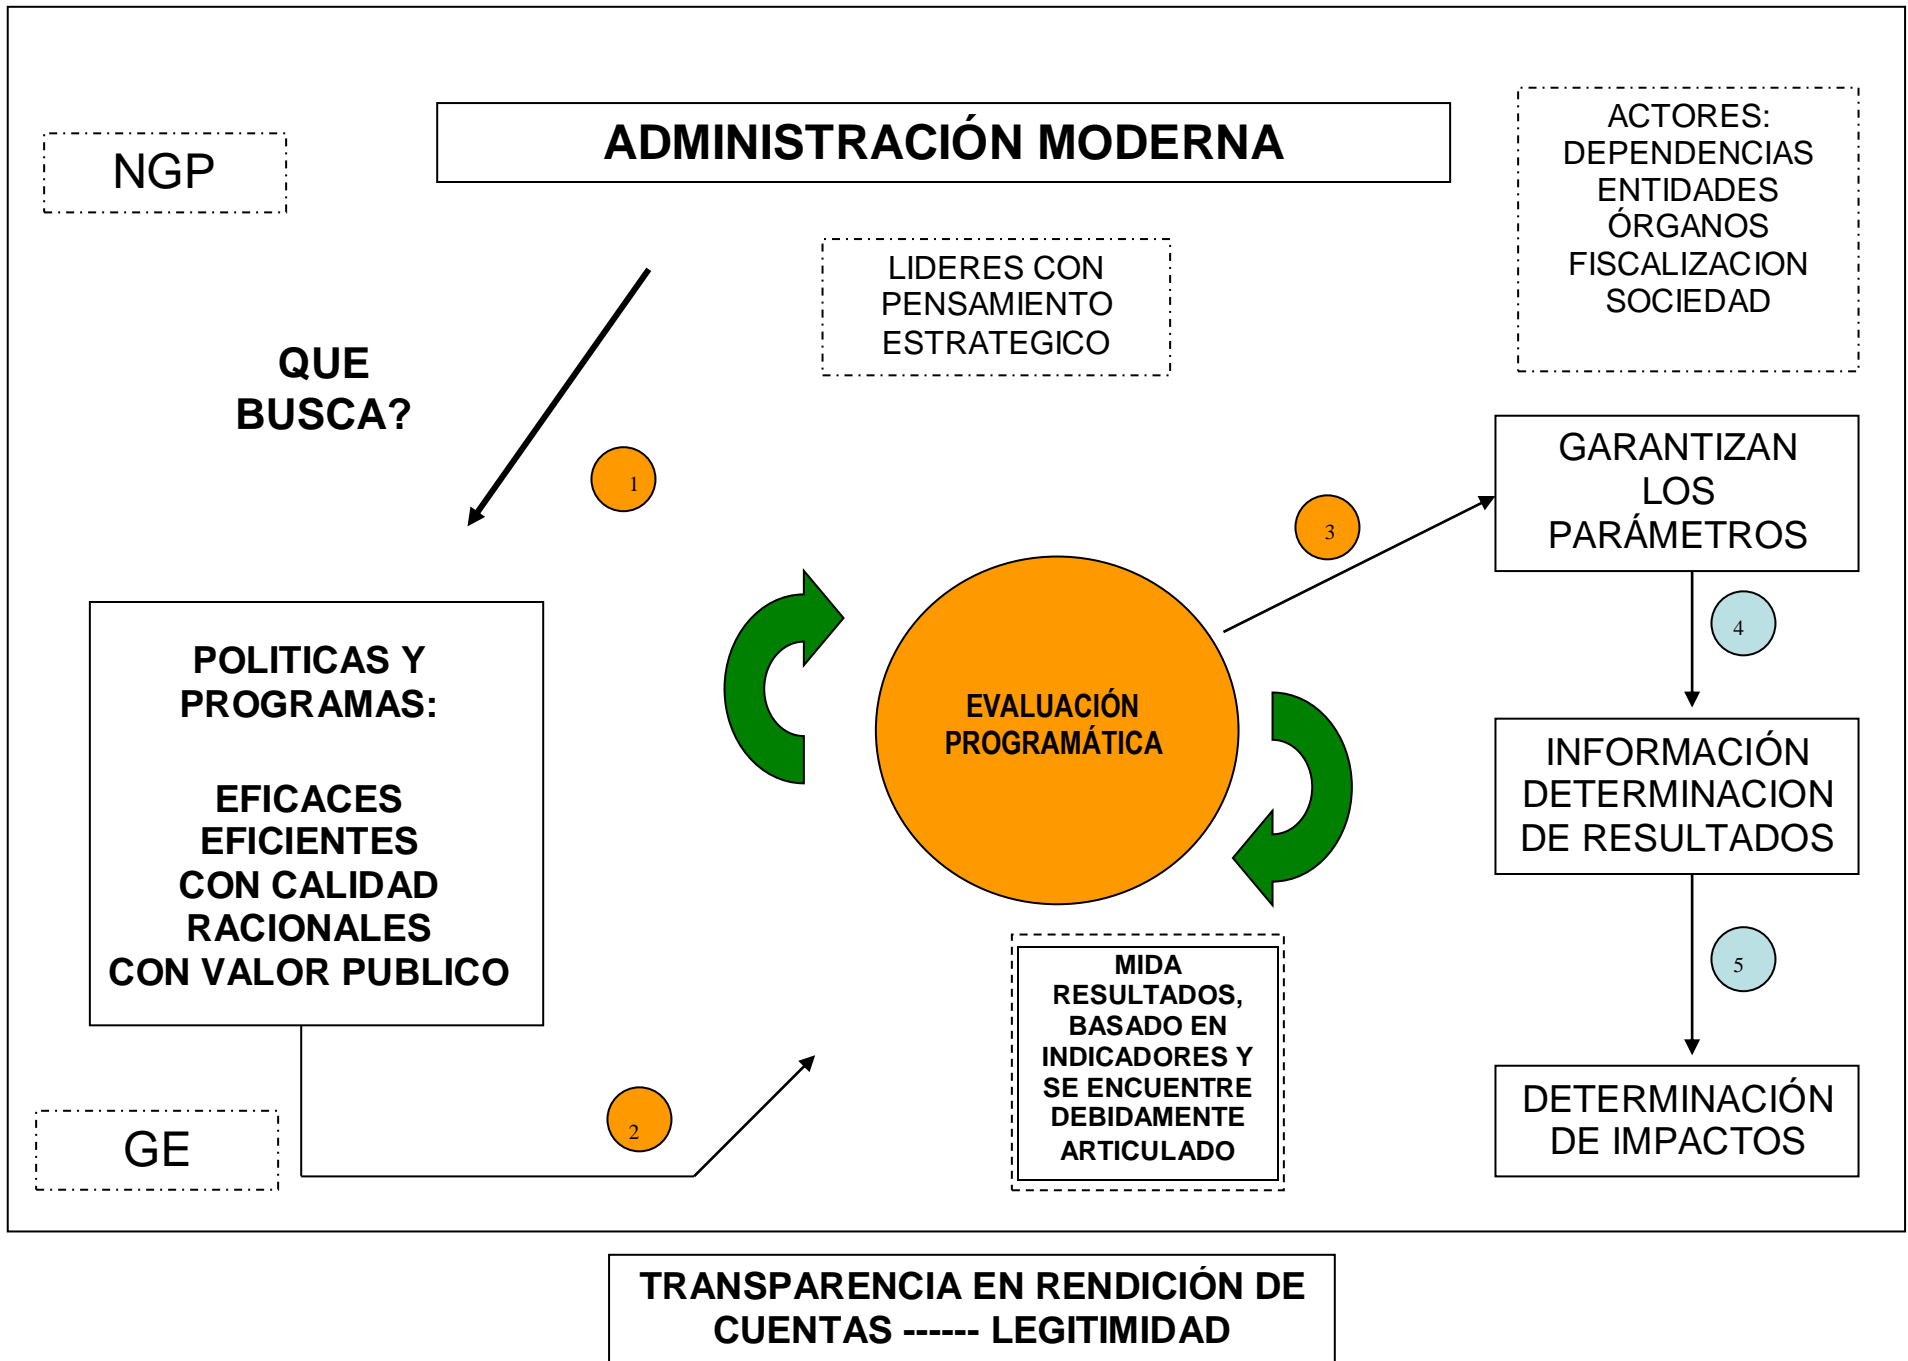 NGP
ADMINISTRACIÓN MODERNA
ACTORES:
DEPENDENCIAS
ENTIDADES
ÓRGANOS
FISCALIZACION
SOCIEDAD
LIDERES CON
PENSAMIENTO
ESTRATEGICO
QUE
BUSCA?
1
3
GARANTIZAN
LOS
PARÁMETROS
4
POLITICAS Y
PROGRAMAS:
EFICACES
EFICIENTES
CON CALIDAD
RACIONALES
CON VALOR PUBLICO
EVALUACIÓN
PROGRAMÁTICA
INFORMACIÓN
DETERMINACION
DE RESULTADOS
5
MIDA
RESULTADOS,
BASADO EN
INDICADORES Y
SE ENCUENTRE
DEBIDAMENTE
ARTICULADO
GE
2
DETERMINACIÓN
DE IMPACTOS
TRANSPARENCIA EN RENDICIÓN DE
CUENTAS ------ LEGITIMIDAD